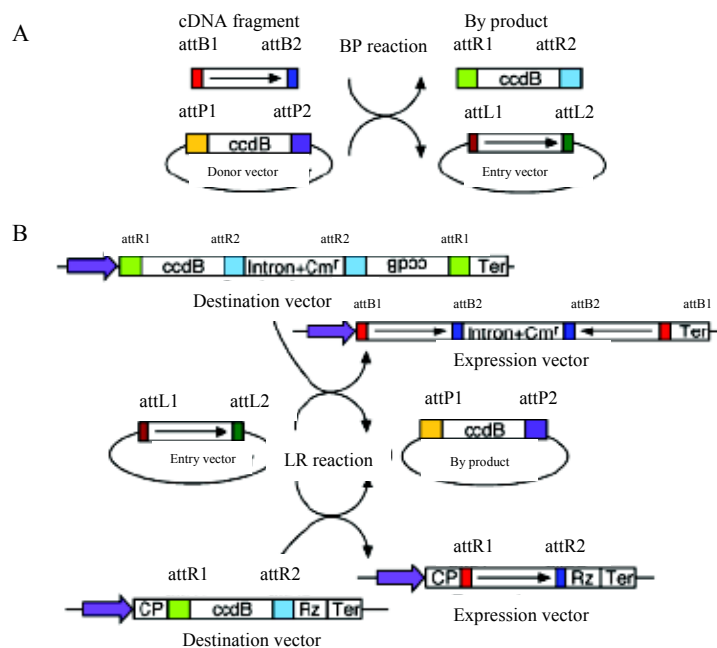 A
cDNA fragment
By product
attB1 attB2
BP reaction
attR1 attR2
ccdB
attP1 attP2
attL1 attL2
ccdB
Donor vector
Entry vector
B
attR1 attR2 attR2 attR1
ccdB Intron+Cmr ccdB Ter
Destination vector
attB1 attB2 attB2 attB1
Intron+Cmr Ter
Expression vector
attL1 attL2
attP1 attP2
ccdB
Entry vector
LR reaction
By product
attR1 attR2
CP Rz Ter
Expression vector
attR1 attR2
CP ccdB Rz Ter
Destination vector